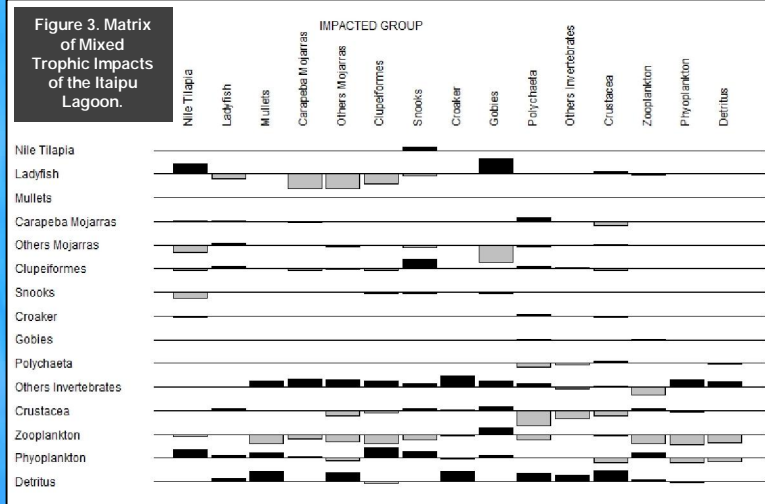 Figure 3. Matrix
of Mixed
Trophic Impacts
of the Itaipu
Lagoon.
IMPACTED GROUP
Nile Tilapia
Ladyfish
Mullets
Carapeba Mojarras
Others Mojarras
Clupeiformes
Snooks
Croaker
Gobies
Polychaeta
Others Invertebrates
Crustacea
Zooplankton
Phyoplankton
Detritus
Nile Tilapia
Ladyfish
Mullets
Carapeba Mojarras
Others Mojarras
Clupeiformes
Snooks
Croaker
Gobies
Polychaeta
Others Invertebrates
Crustacea
Zooplankton
Phyoplankton
Detritus